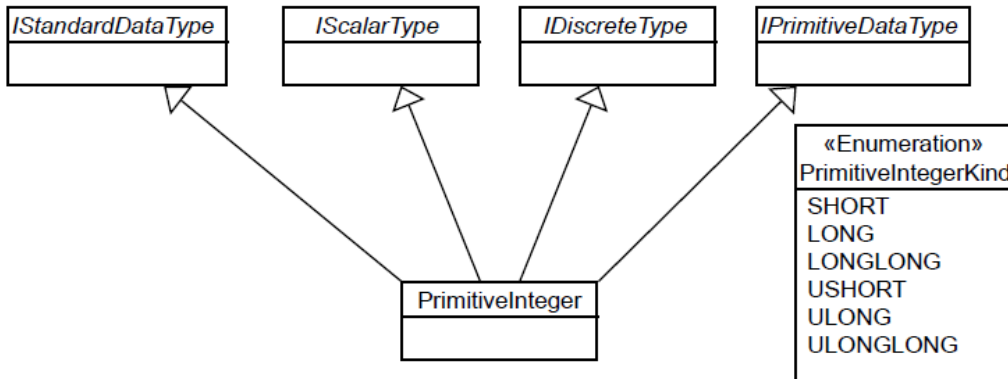 IStandardDataType
IScalarType
IDiscreteType
IPrimitiveDataType
«Enumeration»
PrimitiveIntegerKind
SHORT
LONG
LONGLONG
USHORT
ULONG
ULONGLONG
PrimitiveInteger